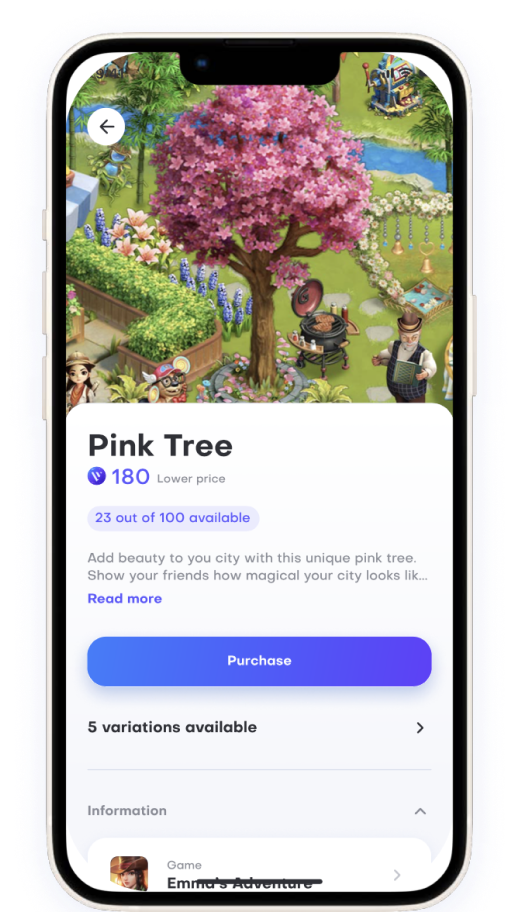 9:41
Pink Tree
180 Lower price
23 out of 100 available
Add beauty to you city with this unique pink tree.
Show your friends how magical your city looks lik...
Read more
Purchase
5 variations available
Information
Game
Emma's Adventure